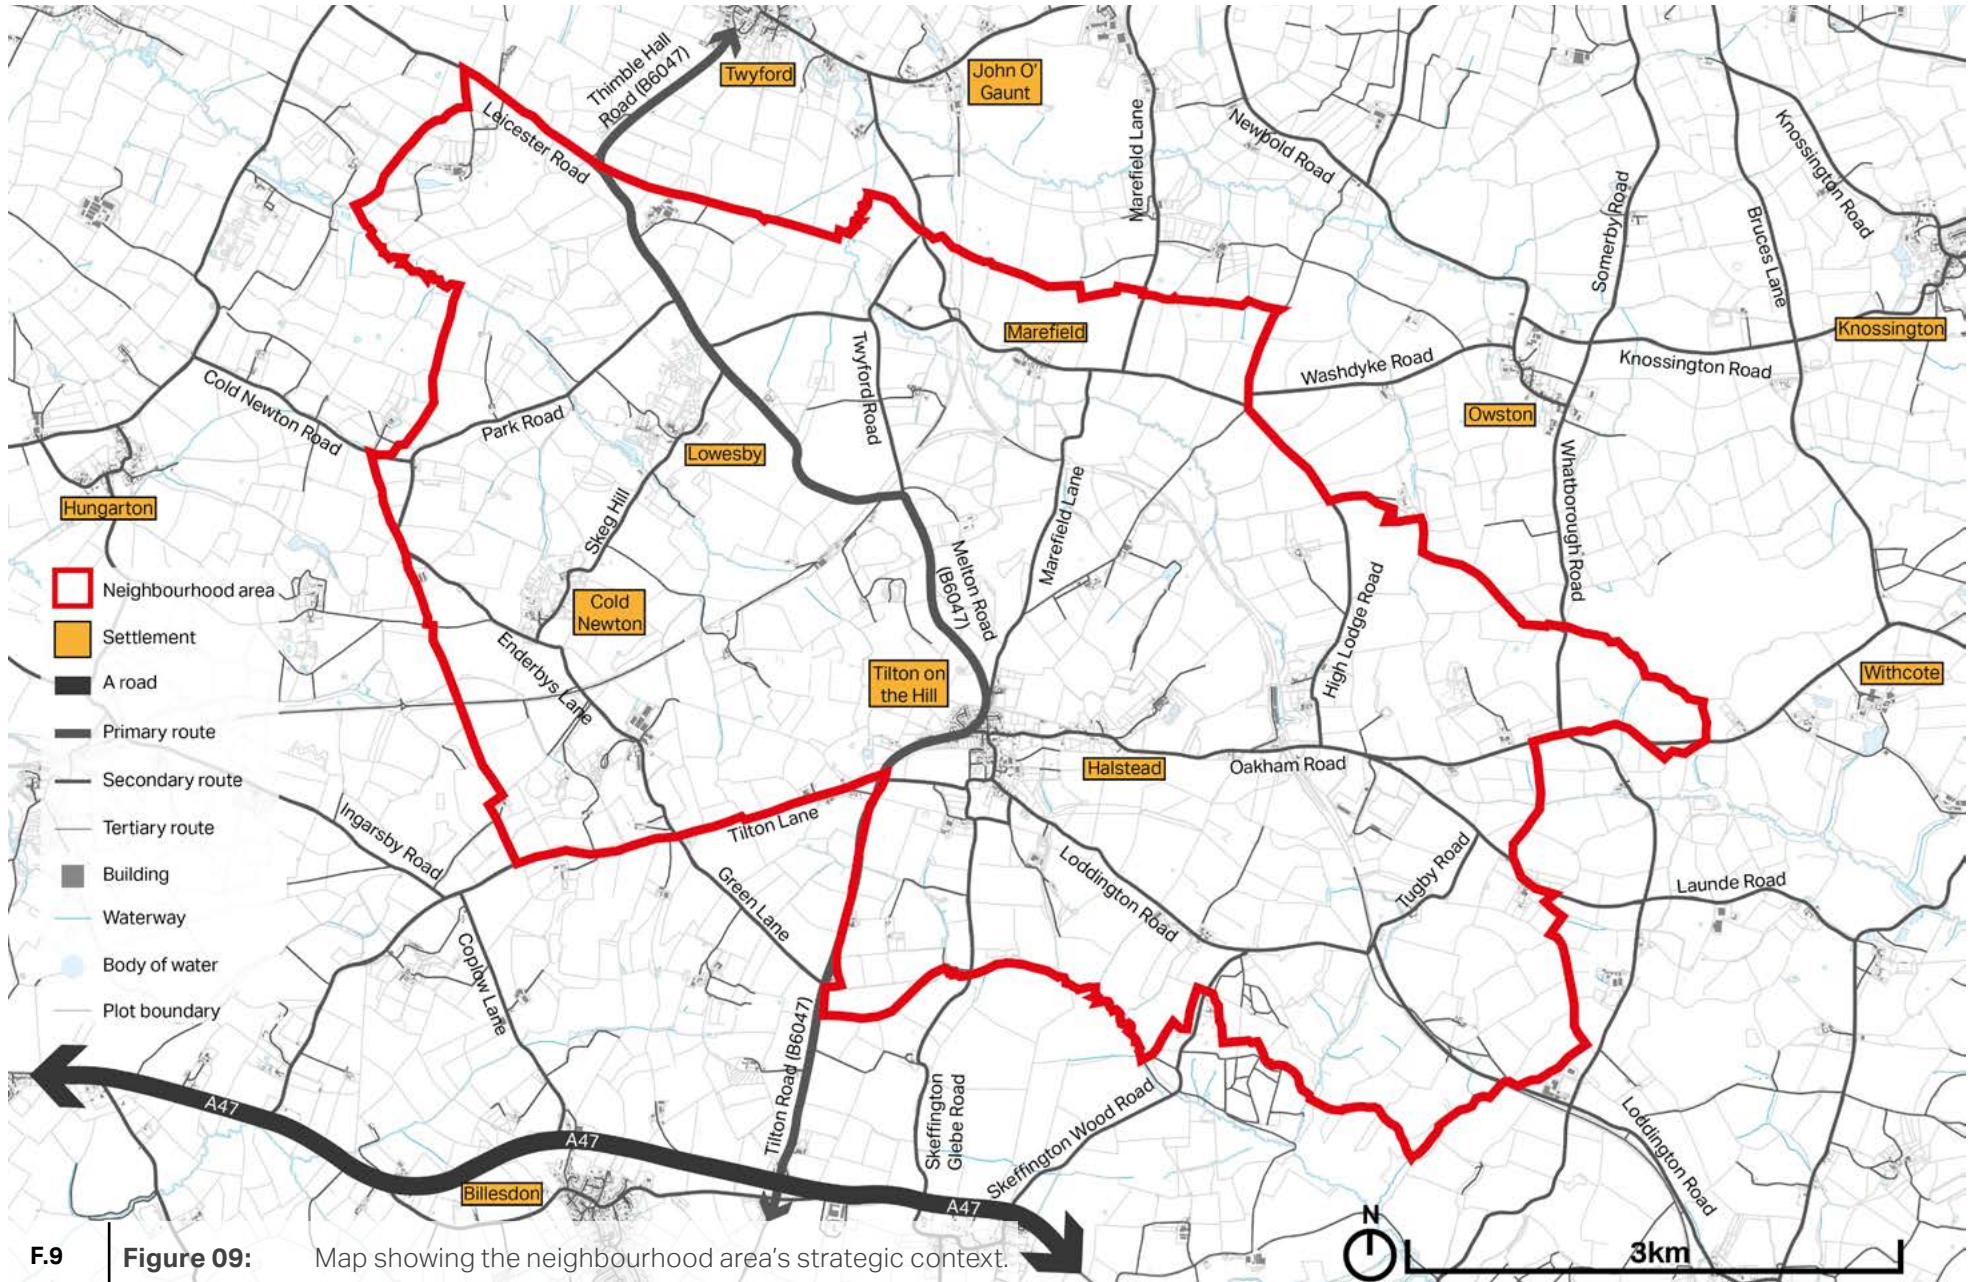 Thimble Hall
Road (B6047)
Twyford
John O'
Gaunt
Leicester Road
Marefield Lane
Newbold Road
Knossington Road
Somerby Road
Bruces Lane
Marefield
Knossington
Twyford Road
Washdyke Road
Knossington Road
Cold Newton Road
Park Road
Owston
Lowesby
Hungarton
Skeg Hill
Marefield Lane
Whatborough Road
Melton Road
(B6047)
High Lodge Road
Cold
Newton
Enderbys Lane
Tilton on
the Hill
Withcote
Halstead
Oakham Road
Neighbourhood area
Settlement
A road
Primary route
Secondary route
Tertiary route
Building
Waterway
Body of water
Plot boundary
Ingarsby Road
Tilton Lane
Green Lane
Loddington Road
Tugby Road
Launde Road
Coplow Lane
Tilton Road (B6047)
Skeffington
Glebe Road
Skeffington Wood Road
Loddington Road
A47
A47
A47
Billesdon
N
3km
F.9
Figure 09: Map showing the neighbourhood area's strategic context.